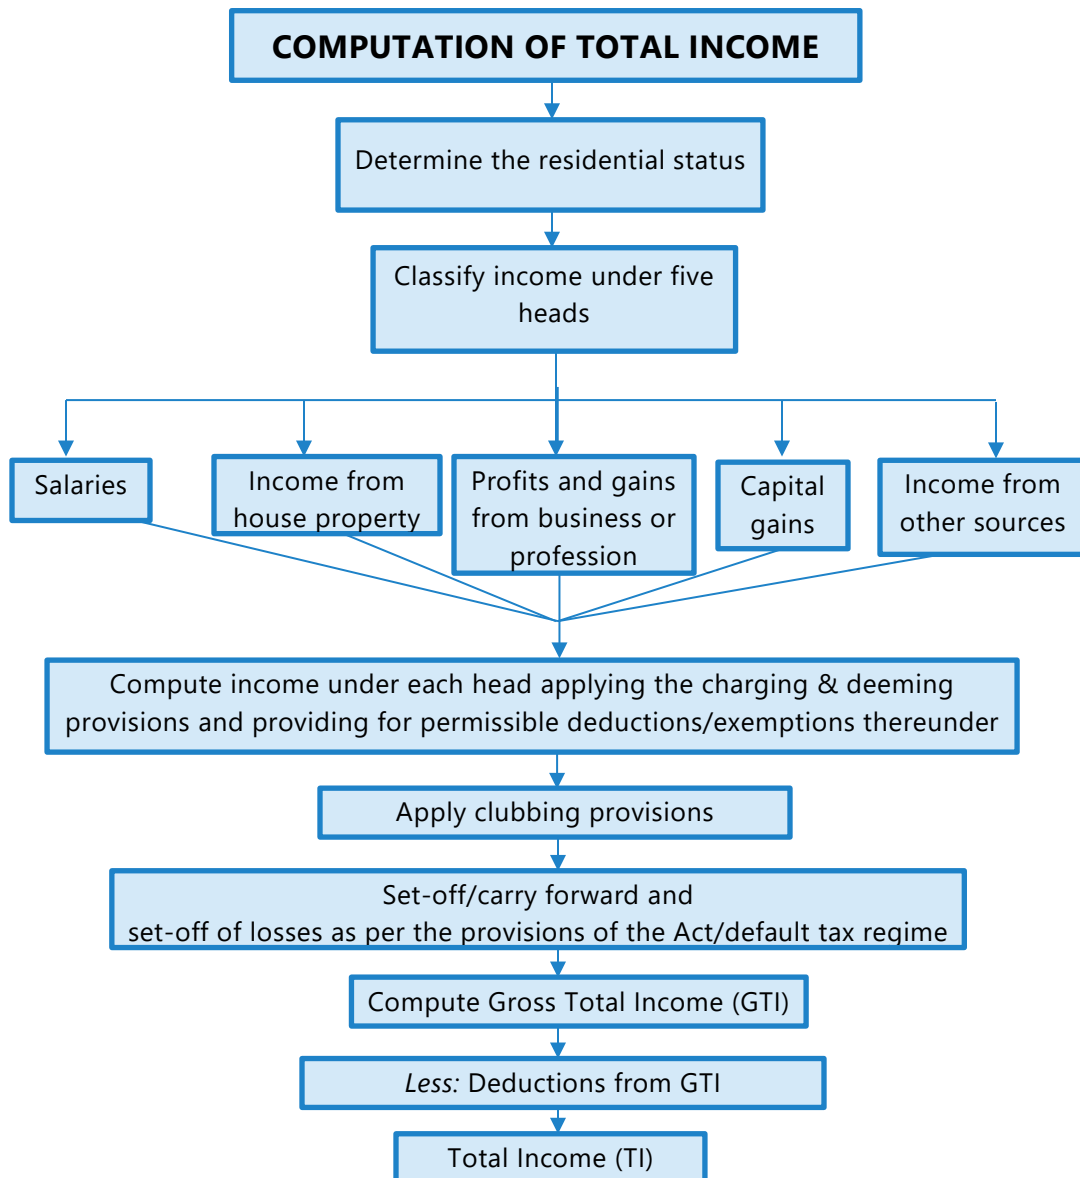 COMPUTATION OF TOTAL INCOME
Determine the residential status
Classify income under five
heads
Salaries
Income from
house property
Profits and gains
from business or
profession
Capital
gains
Income from
other sources
Compute income under each head applying the charging & deeming
provisions and providing for permissible deductions/exemptions thereunder
Apply clubbing provisions
Set-off/carry forward and
set-off of losses as per the provisions of the Act/default tax regime
Compute Gross Total Income (GTI)
Less: Deductions from GTI
Total Income (TI)